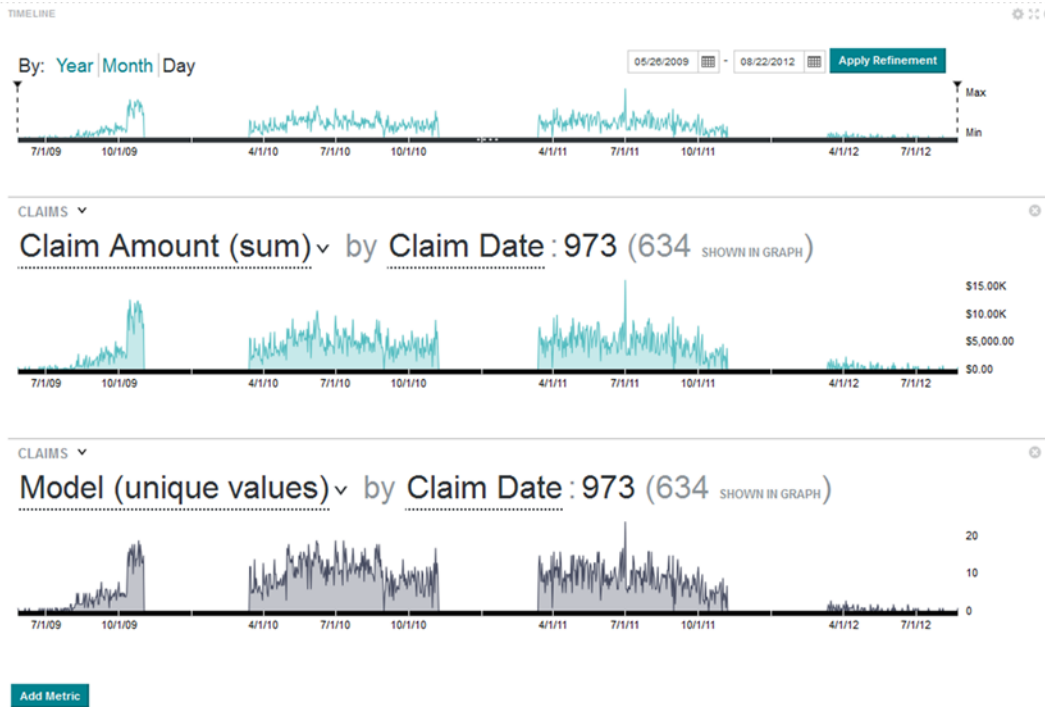 TIMELINE
By: Year Month Day
05/26/2009 - 08/22/2012 Apply Refinement
Max
Min
7/1/09 10/1/09 4/1/10 7/1/10 10/1/10 4/1/11 7/1/11 10/1/11 4/1/12 7/1/12
CLAIMS
Claim Amount (sum) by Claim Date : 973 (634 SHOWN IN GRAPH)
$15.00K
$10.00K
$5,000.00
$0.00
7/1/09 10/1/09 4/1/10 7/1/10 10/1/10 4/1/11 7/1/11 10/1/11 4/1/12 7/1/12
CLAIMS
Model (unique values) by Claim Date : 973 (634 SHOWN IN GRAPH)
20
10
0
7/1/09 10/1/09 4/1/10 7/1/10 10/1/10 4/1/11 7/1/11 10/1/11 4/1/12 7/1/12
Add Metric